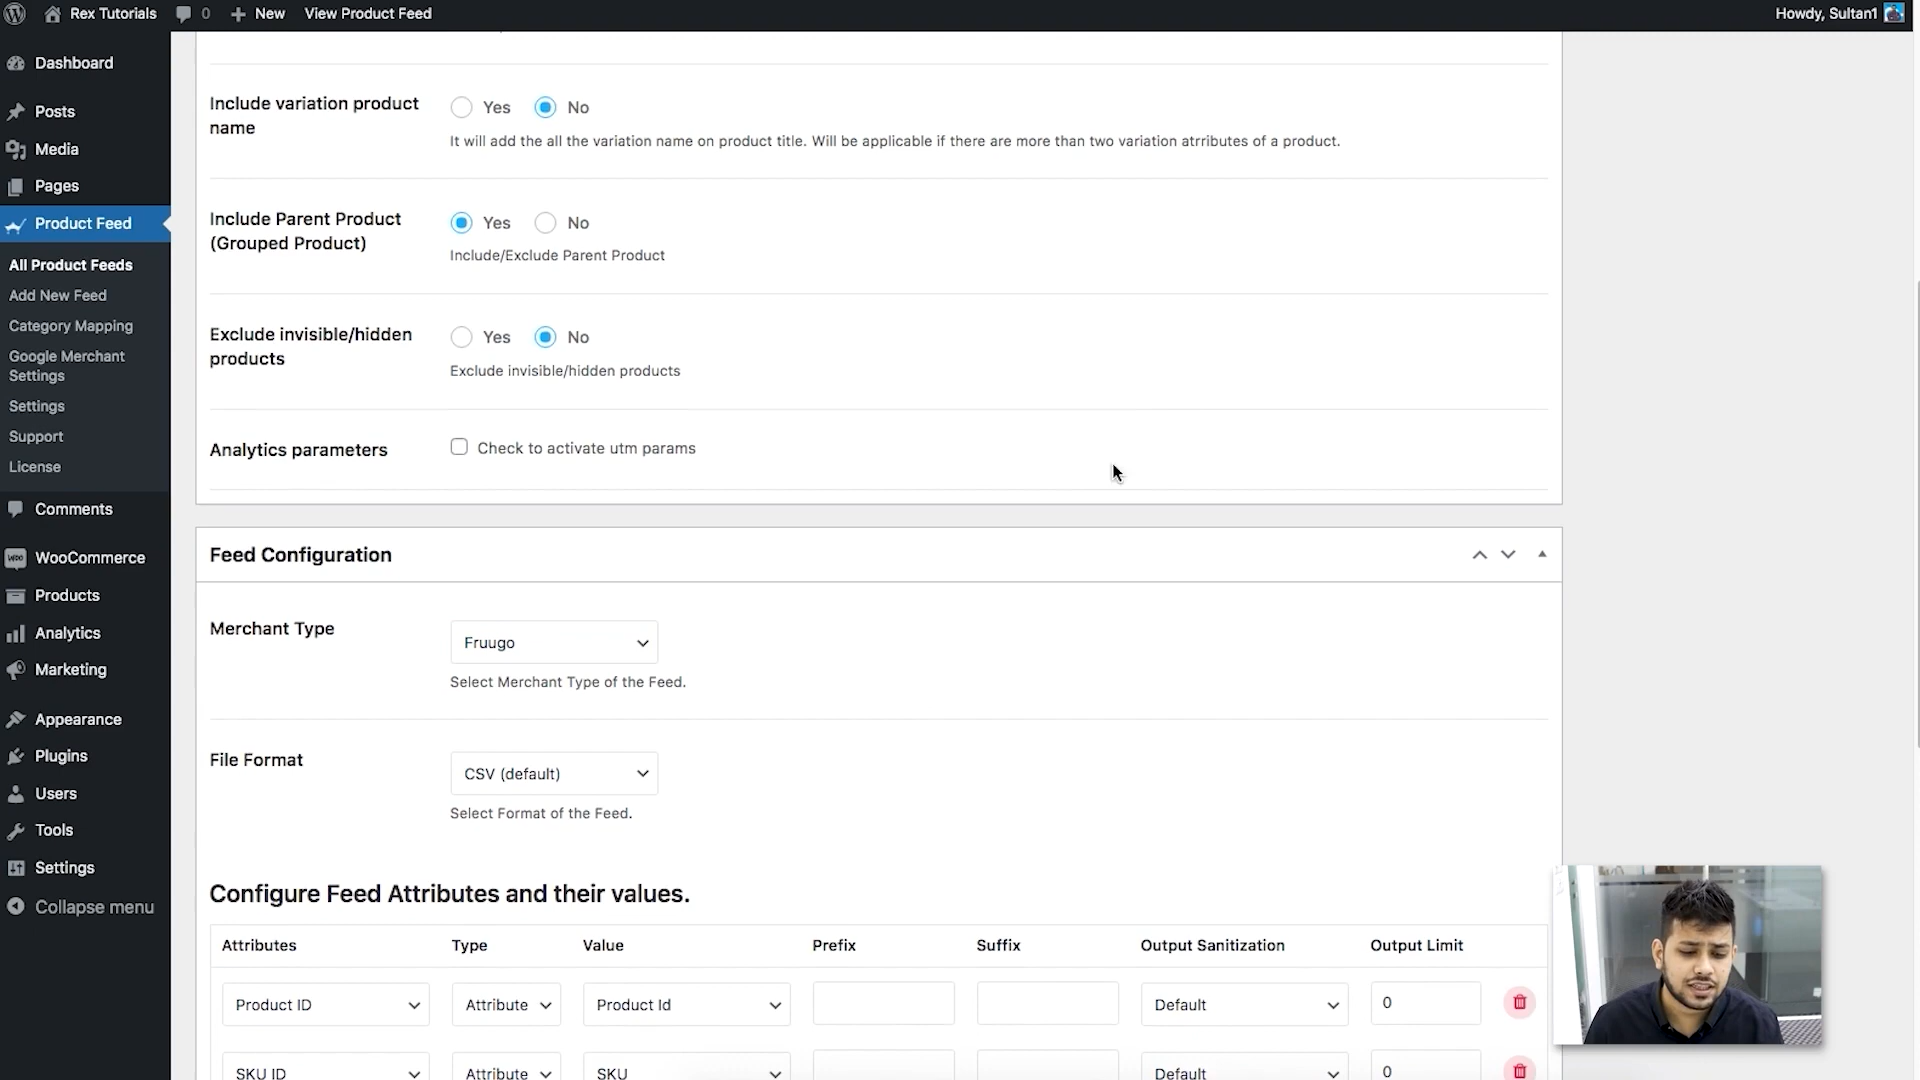 Rex Tutorials
0
New
View Product Feed
Howdy, Sultan1
Dashboard
Posts
Media
Pages
Product Feed
All Product Feeds
Add New Feed
Category Mapping
Google Merchant
Settings
Settings
Support
License
Comments
WooCommerce
Products
Analytics
Marketing
Appearance
Plugins
Users
Tools
Settings
Collapse menu
Include variation product
name
Yes
No
It will add the all the variation name on product title. Will be applicable if there are more than two variation atrributes of a product.
Include Parent Product
(Grouped Product)
Yes
No
Include/Exclude Parent Product
Exclude invisible/hidden
products
Yes
No
Exclude invisible/hidden products
Analytics parameters
Check to activate utm params
Feed Configuration
Merchant Type
Fruugo
Select Merchant Type of the Feed.
File Format
CSV (default)
Select Format of the Feed.
Configure Feed Attributes and their values.
Attributes Type Value Prefix Suffix Output Sanitization Output Limit
Product ID Attribute Product Id Default 0
SKU ID Attribute SKU Default 0